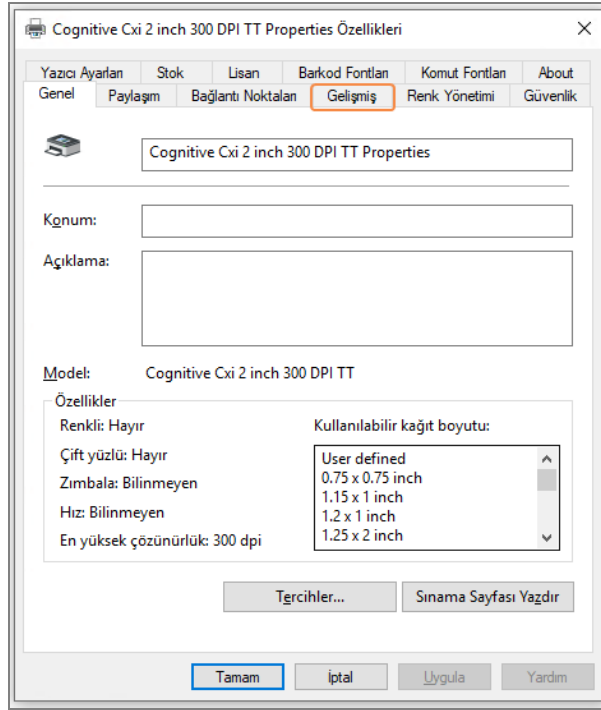 Cognitive Cxi 2 inch 300 DPI TT Properties Özellikleri
Yazıcı Ayarları Stok Lisan Barkod Fontları Komut Fontları About
Genel Paylaşım Bağlantı Noktaları Gelişmiş Renk Yönetimi Güvenlik
Cognitive Cxi 2 inch 300 DPI TT Properties
Konum:
Açıklama:
Model: Cognitive Cxi 2 inch 300 DPI TT
Özellikler
Renkli: Hayır
Çift yüzlü: Hayır
Zımbala: Bilinmeyen
Hız: Bilinmeyen
En yüksek çözünürlük: 300 dpi
Kullanılabilir kağıt boyutu:
User defined
0.75 x 0.75 inch
1.15 x 1 inch
1.2 x 1 inch
1.25 x 2 inch
Tercihler... Sınama Sayfası Yazdır
Tamam İptal Uygula Yardım